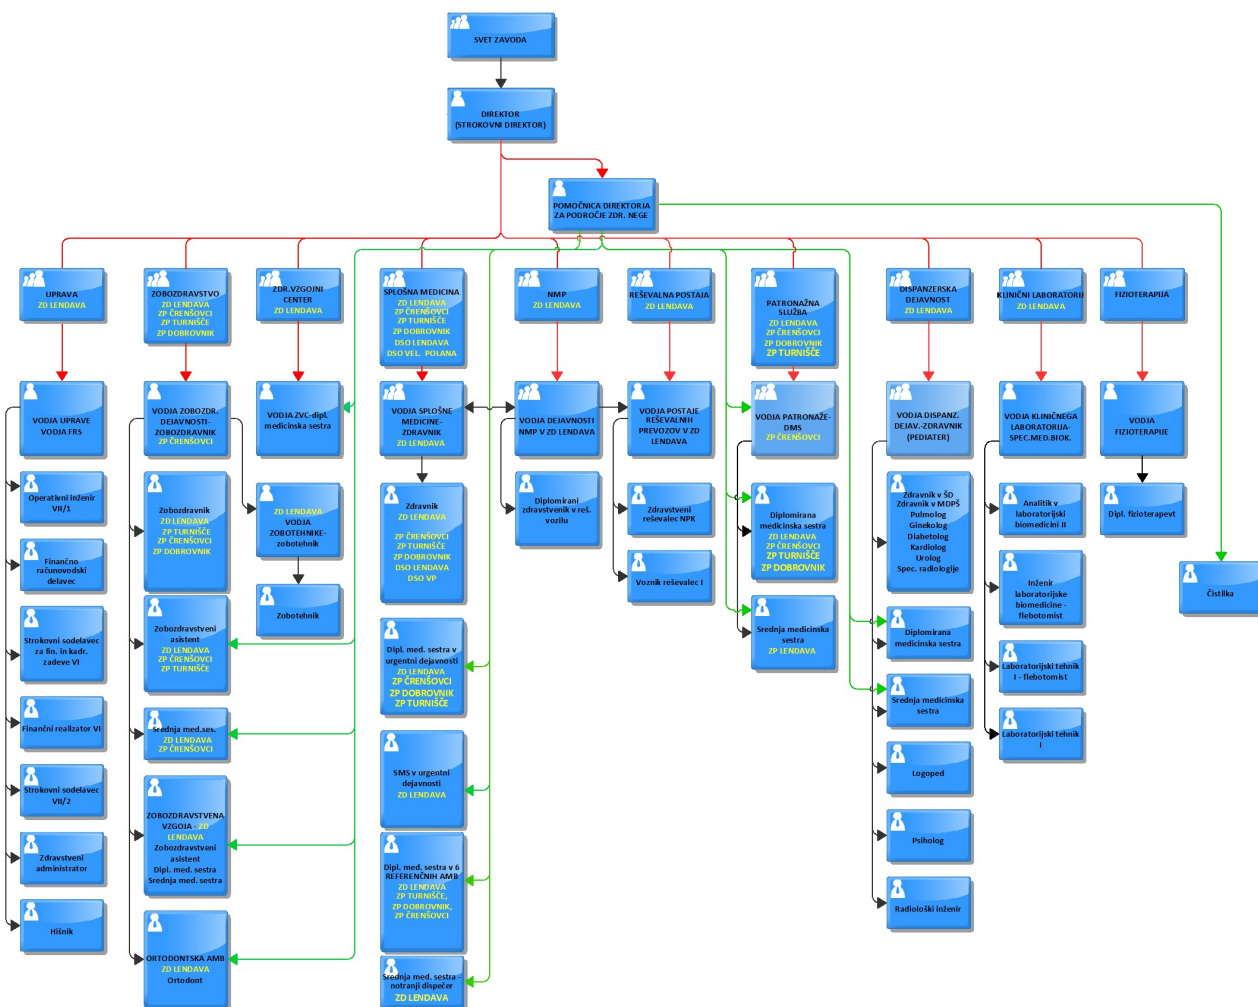 SVET ZAVODA
DIREKTOR
(STROKOVNI DIREKTOR)
POMOČNICA DIREKTORJA
ZA PODROČJE ZDR. NEGE
UPRAVA
ZD LENDAVA
ZOBOZDRAVSTVO
ZD LENDAVA
ZP ČRENŠOVCI
ZP TURNIŠČE
ZP DOBROVNIK
ZDR.VZGOJNI
CENTER
ZD LENDAVA
SPLOŠNA MEDICINA
ZD LENDAVA
ZP ČRENŠOVCI
ZP TURNIŠČE
ZP DOBROVNIK
DSO LENDAVA
DSO VEL. POLANA
NMP
ZD LENDAVA
REŠEVALNA POSTAJA
ZD LENDAVA
PATRONAŽNA
SLUŽBA
ZD LENDAVA
ZP ČRENŠOVCI
ZP DOBROVNIK
ZP TURNIŠČE
DISPANZERSKA
DEJAVNOST
ZD LENDAVA
KLINIČNI LABORATORIJ
ZD LENDAVA
FIZIOTERAPIJA
VODJA UPRAVE
VODJA FRS
VODJA ZOBOZDR.
DEJAVNOSTI-
ZOBOZDRAVNIK
ZP ČRENŠOVCI
VODJA ZVC-dipl.
medicinska sestra
VODJA SPLOŠNE
MEDICINE-
ZDRAVNIK
ZD LENDAVA
VODJA DEJAVNOSTI
NMP V ZD LENDAVA
VODJA POSTAJE
REŠEVALNIH
PREVOZOV V ZD
LENDAVA
VODJA PATRONAŽE-
DMS
ZP ČRENŠOVCI
VODJA DISPANZ.
DEJAV.-ZDRAVNIK
(PEDIATER)
VODJA KLINIČNEGA
LABORATORIJA-
SPEC.MED.BIOK.
VODJA
FIZIOTERAPIJE
Operativni inženir
VII/1
Finančno
računovodski
delavec
Strokovni sodelavec
za fin. in kadr.
zadeve VI
Finančni realizator VI
Strokovni sodelavec
VII/2
Zdravstveni
administrator
Hišnik
Zobozdravnik
ZD LENDAVA
ZP TURNIŠČE
ZP ČRENŠOVCI
ZP DOBROVNIK
Zobozdravstveni
asistent
ZD LENDAVA
ZP ČRENŠOVCI
ZP TURNIŠČE
Srednja med.ses.
ZD LENDAVA
ZP ČRENŠOVCI
ZOBOZDRAVSTVENA
VZGOJA - ZD
LENDAVA
Zobozdravstveni
asistent
Dipl. med. sestra
Srednja med. sestra
ORTODONTSKA AMB
ZD LENDAVA
Ortodont
ZD LENDAVA
VODJA
ZOBOTEHNIKE-
zobotehnik
Zobotehnik
Zdravnik
ZD LENDAVA
ZP ČRENŠOVCI
ZP TURNIŠČE
ZP DOBROVNIK
DSO LENDAVA
DSO VP
Dipl. med. sestra v
urgentni dejavnosti
ZD LENDAVA
ZP ČRENŠOVCI
ZP DOBROVNIK
ZP TURNIŠČE
SMS v urgentni
dejavnosti
ZD LENDAVA
Dipl. med. sestra v 6
REFERENČNIH AMB
ZD LENDAVA
ZP TURNIŠČE,
ZP DOBROVNIK,
ZP ČRENŠOVCI
Srednja med. sestra -
notranji dispečer
ZD LENDAVA
Diplomirani
zdravstvenik v reš.
vozilu
Zdravstveni
reševalec NPK
Voznik reševalec I
Diplomirana
medicinska sestra
ZD LENDAVA
ZP ČRENŠOVCI
ZP TURNIŠČE
ZP DOBROVNIK
Srednja medicinska
sestra
ZP LENDAVA
Zdravnik v ŠD
Zdravnik v MDPŠ
Pulmolog
Ginekolog
Diabetolog
Kardiolog
Urolog
Spec. radiologije
Diplomirana
medicinska sestra
Srednja medicinska
sestra
Logoped
Psiholog
Radiološki inženir
Analitik v
laboratorijski
biomedicini II
Inženir
laboratorijske
biomedicine -
flebotomist
Laboratorijski tehnik
I - flebotomist
Laboratorijski tehnik
I
Dipl. fizioterapevt
Čistilka